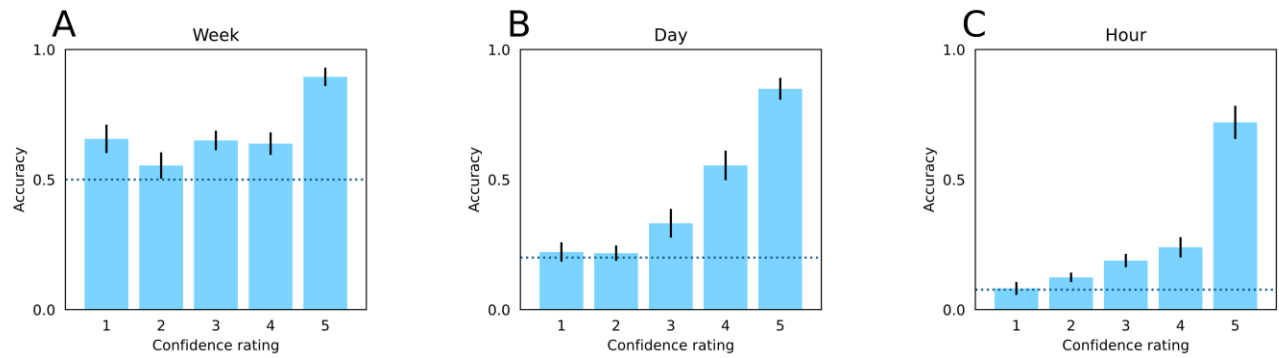 A
Week
1.0
0.5
0.0
Accuracy
1 2 3 4 5
Confidence rating
B
Day
1.0
0.5
0.0
Accuracy
1 2 3 4 5
Confidence rating
C
Hour
1.0
0.5
0.0
Accuracy
1 2 3 4 5
Confidence rating